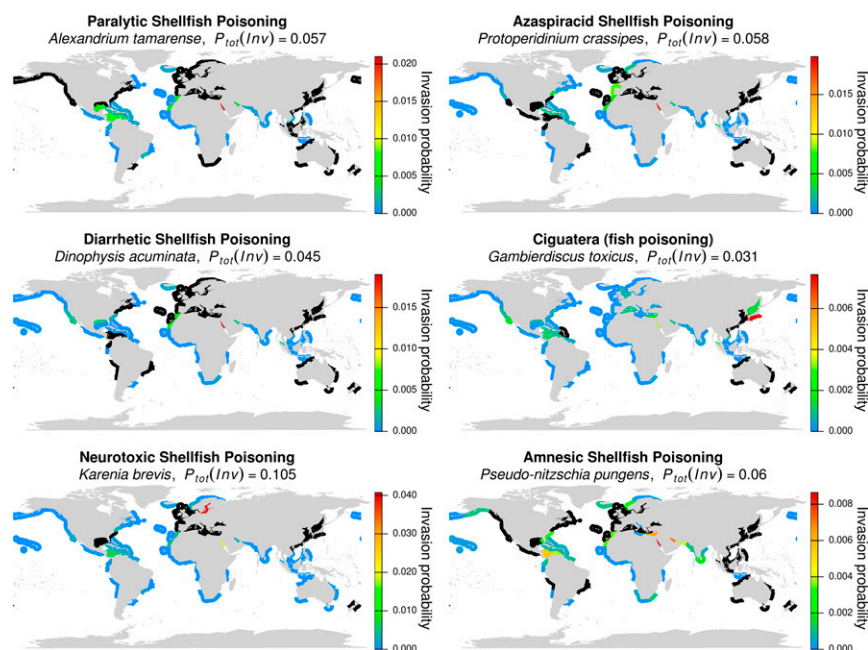 Paralytic Shellfish Poisoning
Alexandrium tamarense, P_tot(Inv) = 0.057
0.020
0.015
0.010
0.005
0.000
Invasion probability
Azaspiracid Shellfish Poisoning
Protoperidinium crassipes, P_tot(Inv) = 0.058
0.015
0.010
0.005
0.000
Invasion probability
Diarrhetic Shellfish Poisoning
Dinophysis acuminata, P_tot(Inv) = 0.045
0.015
0.010
0.005
0.000
Invasion probability
Ciguatera (fish poisoning)
Gambierdiscus toxicus, P_tot(Inv) = 0.031
0.006
0.004
0.002
0.000
Invasion probability
Neurotoxic Shellfish Poisoning
Karenia brevis, P_tot(Inv) = 0.105
0.040
0.030
0.020
0.010
0.000
Invasion probability
Amnesic Shellfish Poisoning
Pseudo-nitzschia pungens, P_tot(Inv) = 0.06
0.008
0.006
0.004
0.002
0.000
Invasion probability